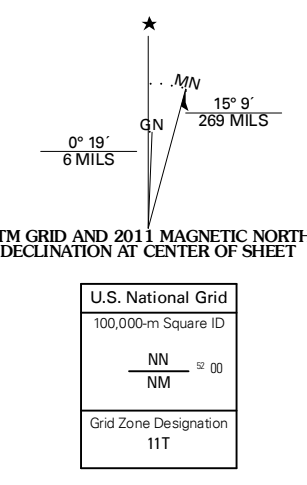 ★
MN
GN
15° 9´
269 MILS
0° 19´
6 MILS
TM GRID AND 2011 MAGNETIC NORTH
DECLINATION AT CENTER OF SHEET
U.S. National Grid
100,000-m Square ID
NN
52 00
NM
Grid Zone Designation
11T